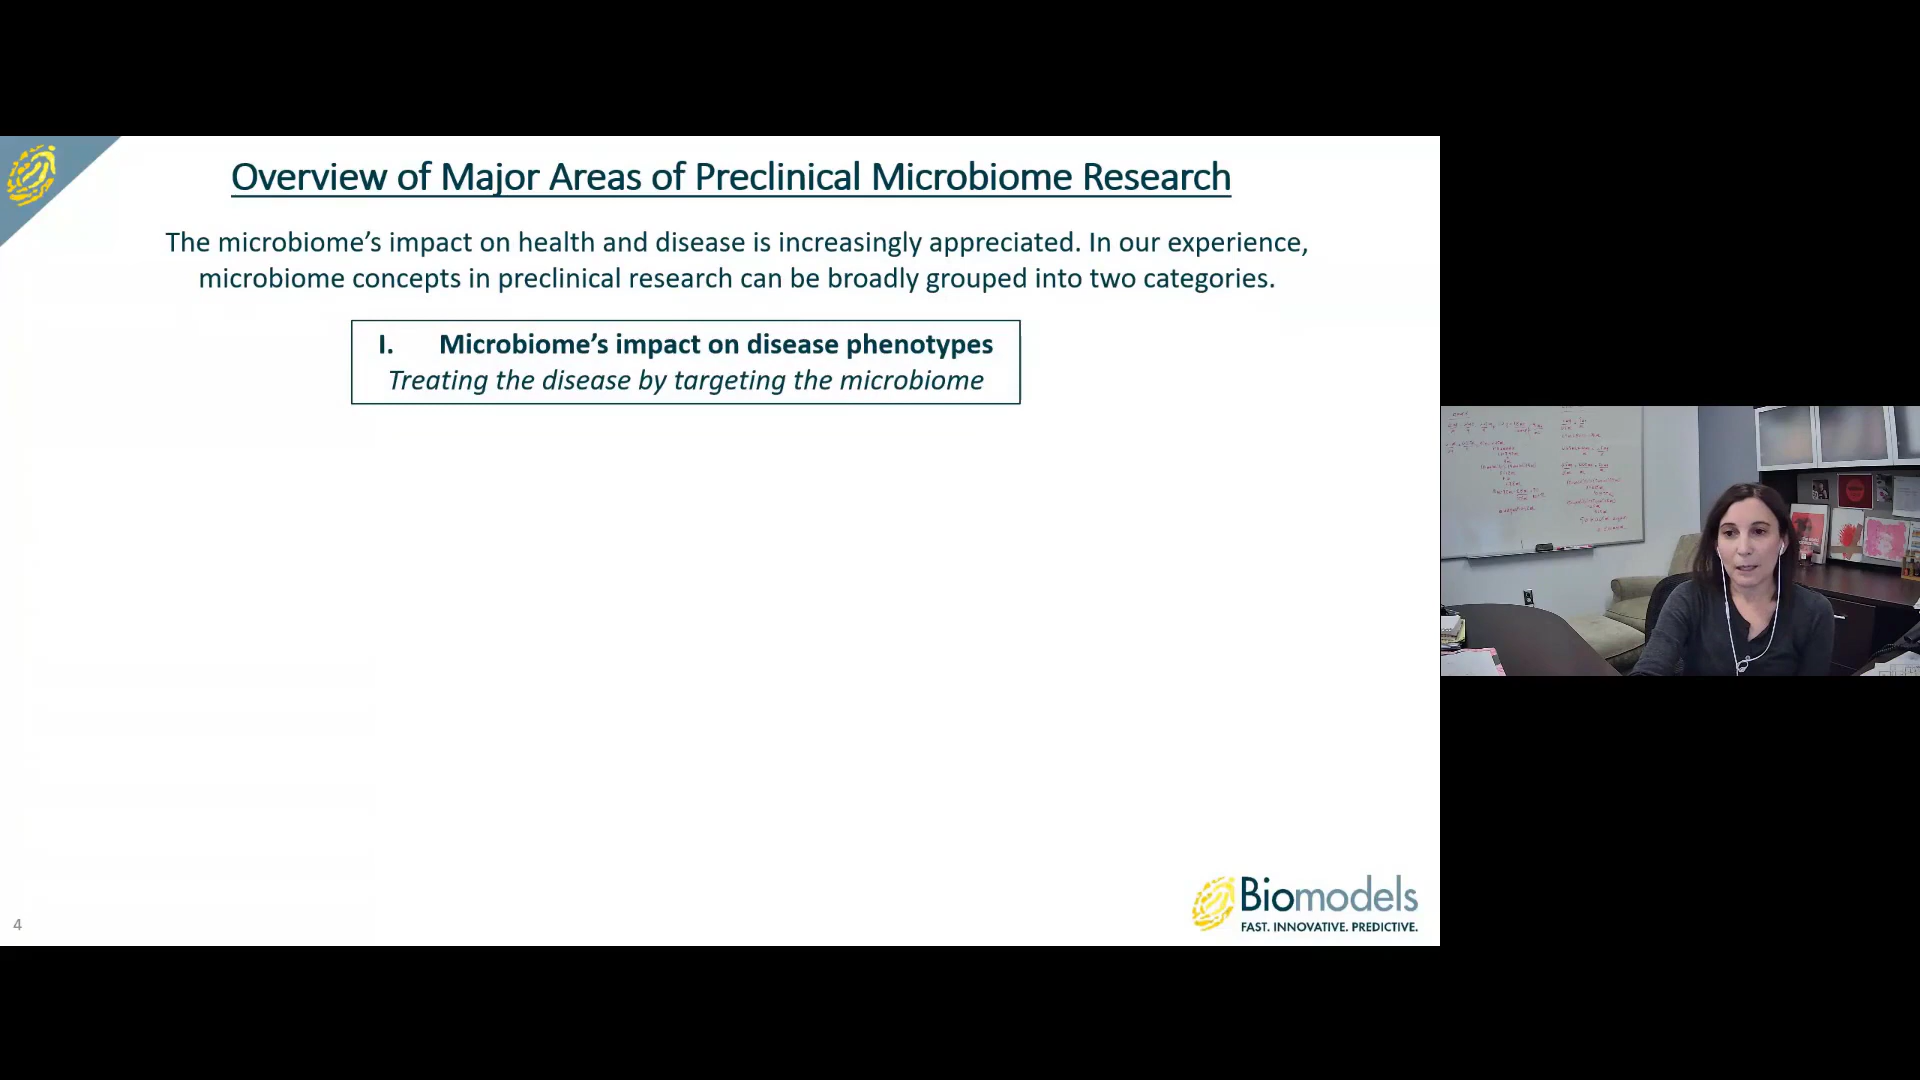 Overview of Major Areas of Preclinical Microbiome Research
The microbiome’s impact on health and disease is increasingly appreciated. In our experience,
microbiome concepts in preclinical research can be broadly grouped into two categories.
I. Microbiome’s impact on disease phenotypes
Treating the disease by targeting the microbiome
4
Biomodels
FAST. INNOVATIVE. PREDICTIVE.